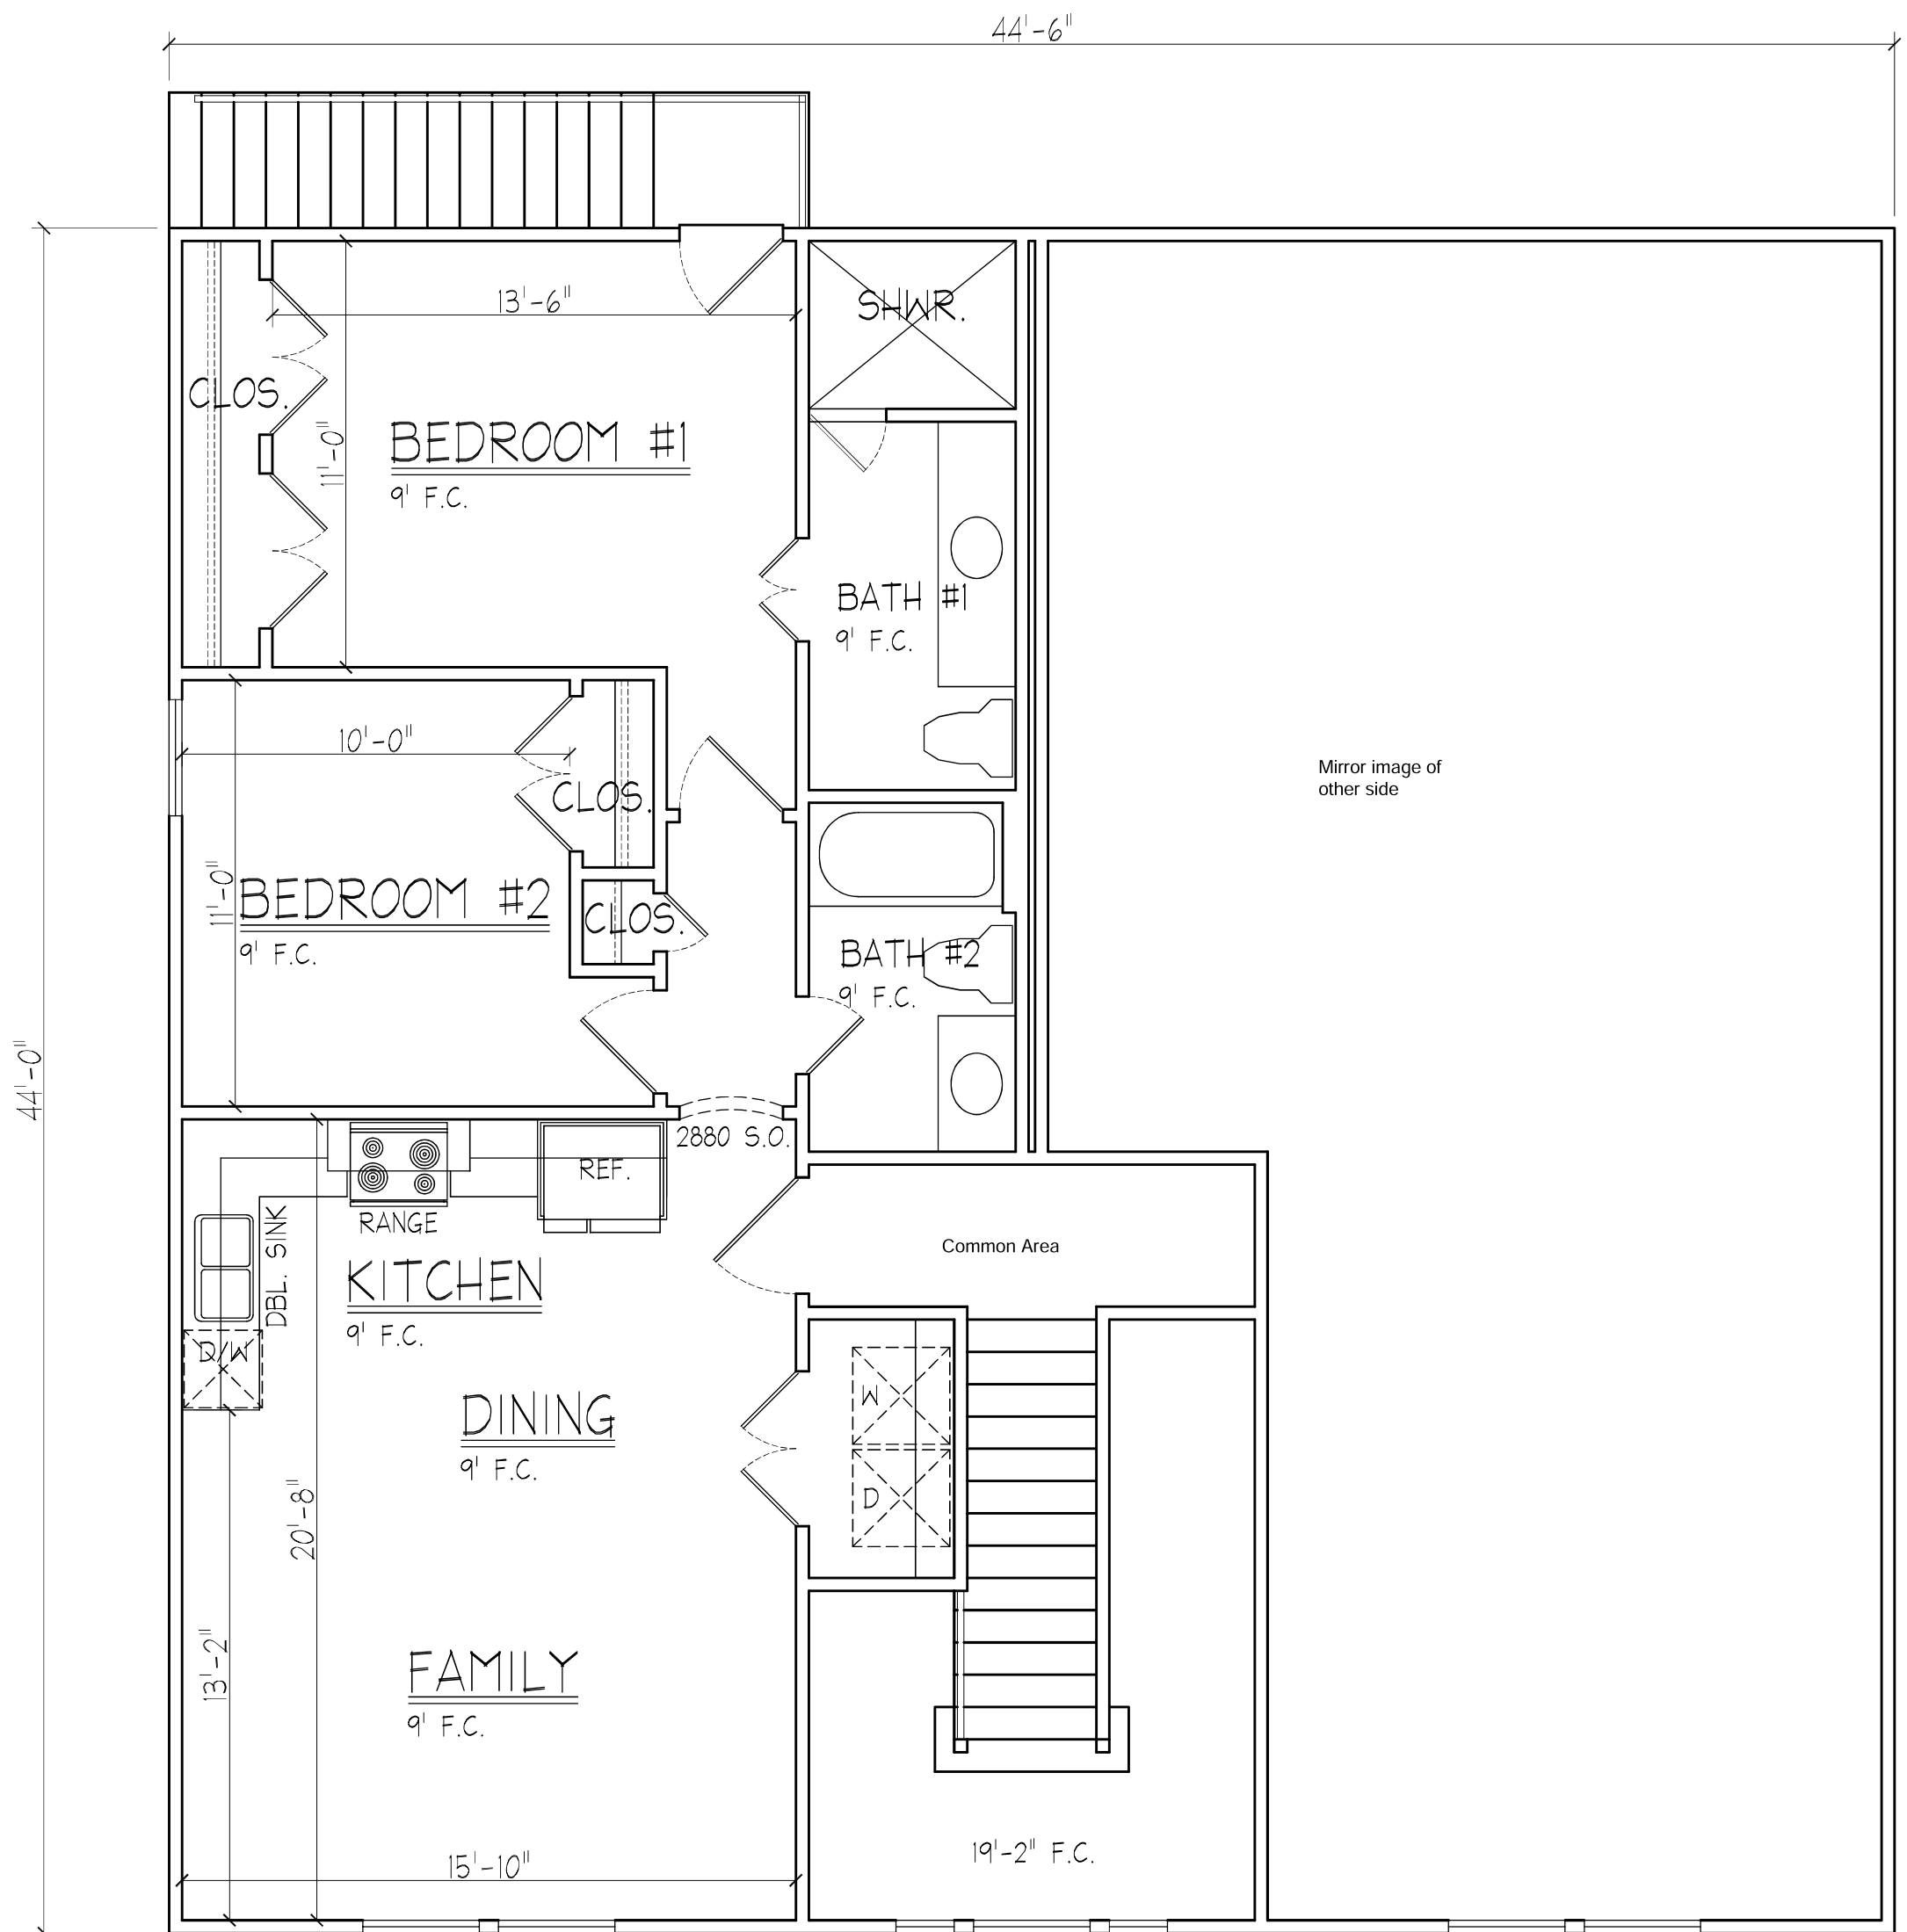 44'-6"
13'-6"
SHWR.
CLOS.
11'-0"
BEDROOM #1
9' F.C.
BATH #1
9' F.C.
10'-0"
CLOS.
Mirror image of
other side
11'-0"
BEDROOM #2
9' F.C.
CLOS.
BATH #2
9' F.C.
44'-0"
2880 S.O.
REF.
RANGE
DBL. SINK
KITCHEN
9' F.C.
Common Area
D/W
DINING
9' F.C.
W
D
20'-8"
13'-2"
FAMILY
9' F.C.
15'-10"
19'-2" F.C.